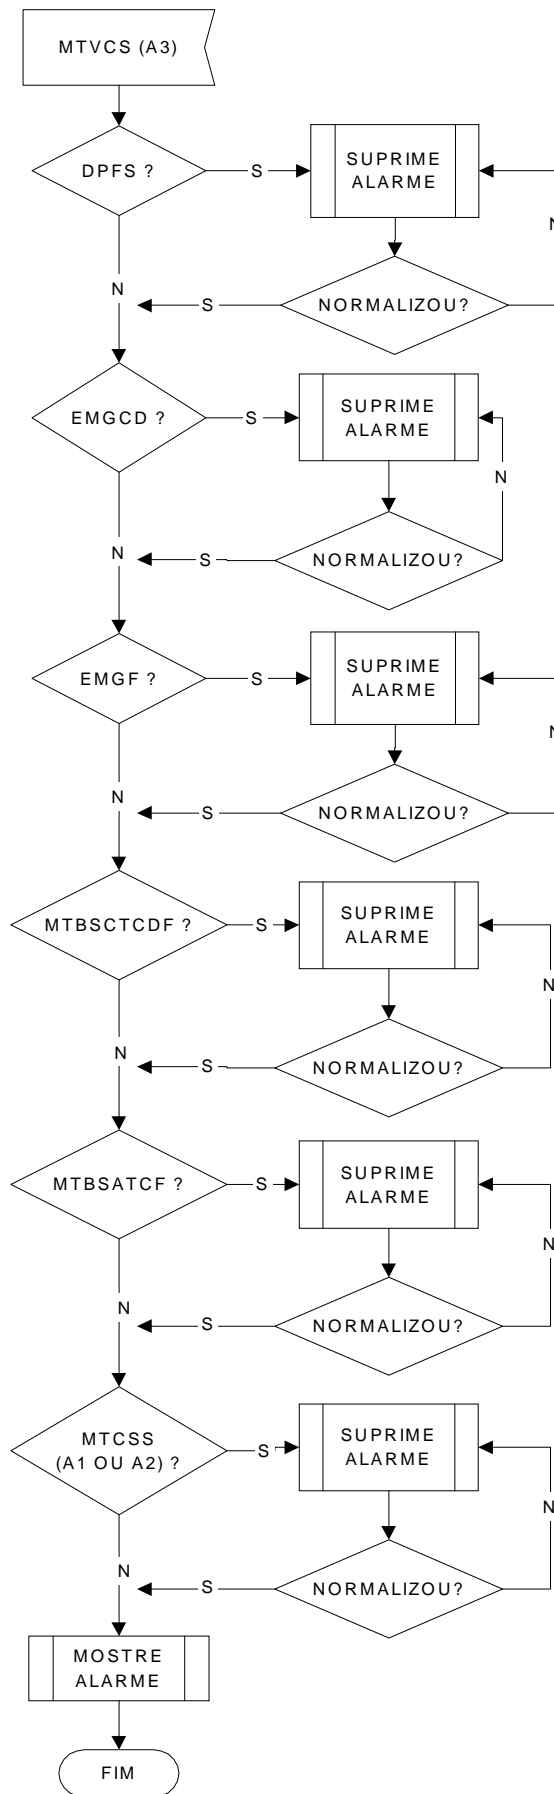 MTVCS (A3)
DPFS ?
S
SUPRIME
ALARME
N
N
S
NORMALIZOU?
EMGCD ?
S
SUPRIME
ALARME
N
N
S
NORMALIZOU?
EMGF ?
S
SUPRIME
ALARME
N
N
S
NORMALIZOU?
MTBSCTCDF ?
S
SUPRIME
ALARME
N
N
S
NORMALIZOU?
MTBSATCF ?
S
SUPRIME
ALARME
N
N
S
NORMALIZOU?
MTCSS
(A1 OU A2) ?
S
SUPRIME
ALARME
N
N
S
NORMALIZOU?
MOSTRE
ALARME
FIM